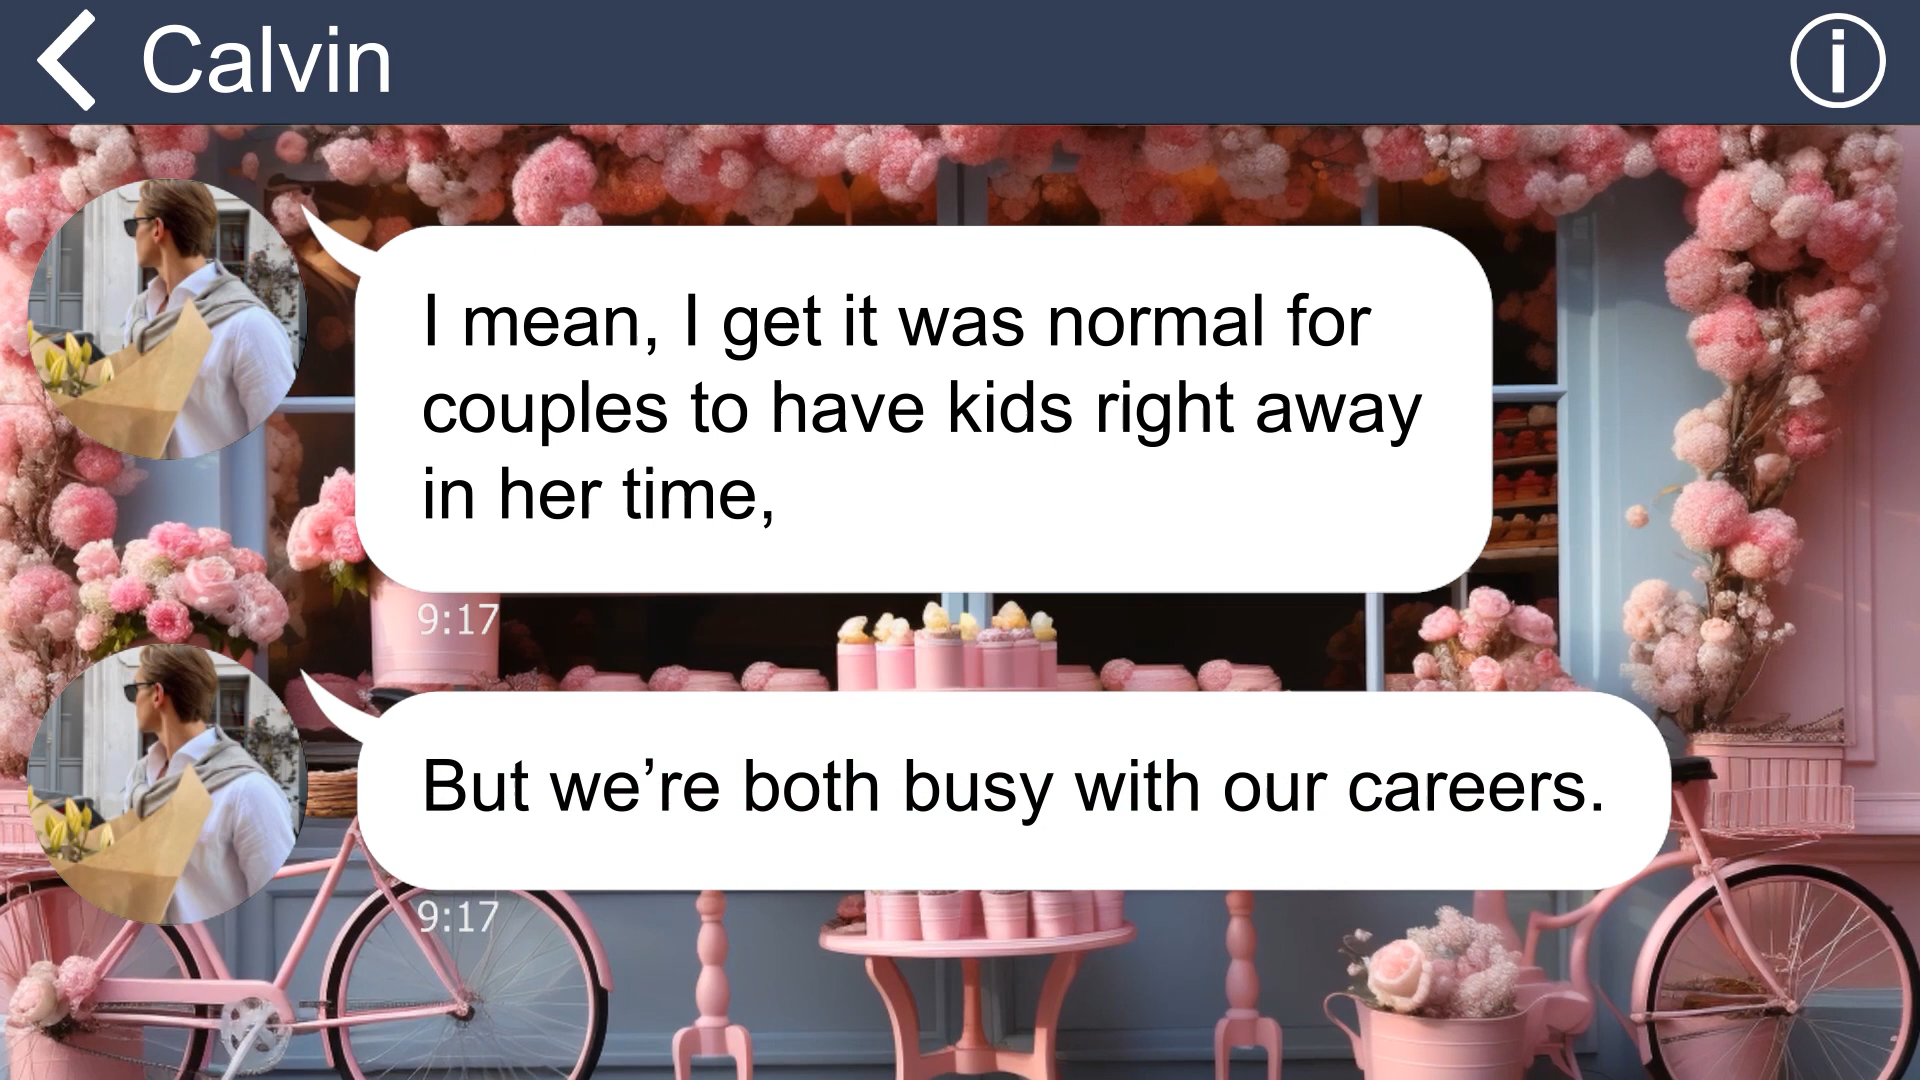 Calvin
I mean, I get it was normal for
couples to have kids right away
in her time,
9:17
But we’re both busy with our careers.
9:17